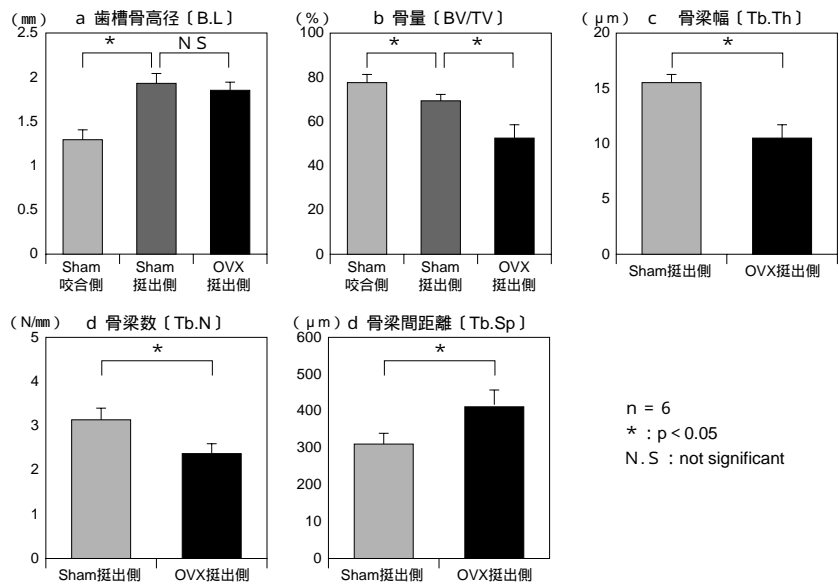 (mm) a 歯槽骨高径〔B.L〕
2.5
2
1.5
1
0.5
0
* NS
Sham 咬合側
Sham 挺出側
OVX 挺出側
(%) b 骨量〔BV/TV〕
100
80
60
40
20
0
* *
Sham 咬合側
Sham 挺出側
OVX 挺出側
(μm) c 骨梁幅〔Tb.Th〕
20
15
10
5
0
*
Sham挺出側 OVX挺出側
(N/mm) d 骨梁数〔Tb.N〕
5
4
3
2
1
0
*
Sham挺出側 OVX挺出側
(μm) d 骨梁間距離〔Tb.Sp〕
600
500
400
300
200
100
0
*
Sham挺出側 OVX挺出側
n = 6
* : p < 0.05
N.S : not significant